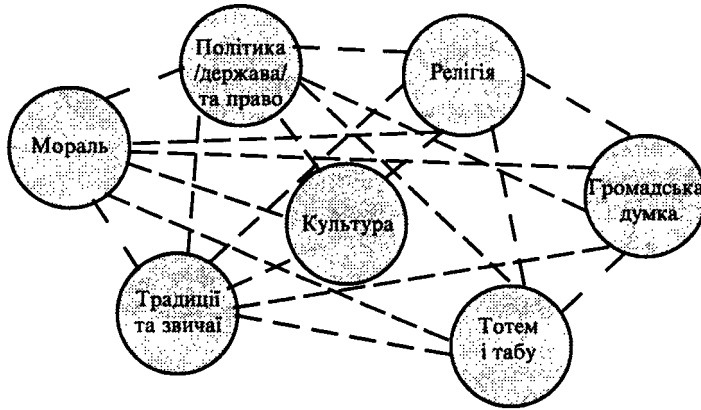 Політика
/держава/
та право
Релігія
Мораль
Громадська
думка
Культура
Традиції
та звичаї
Тотем
і табу